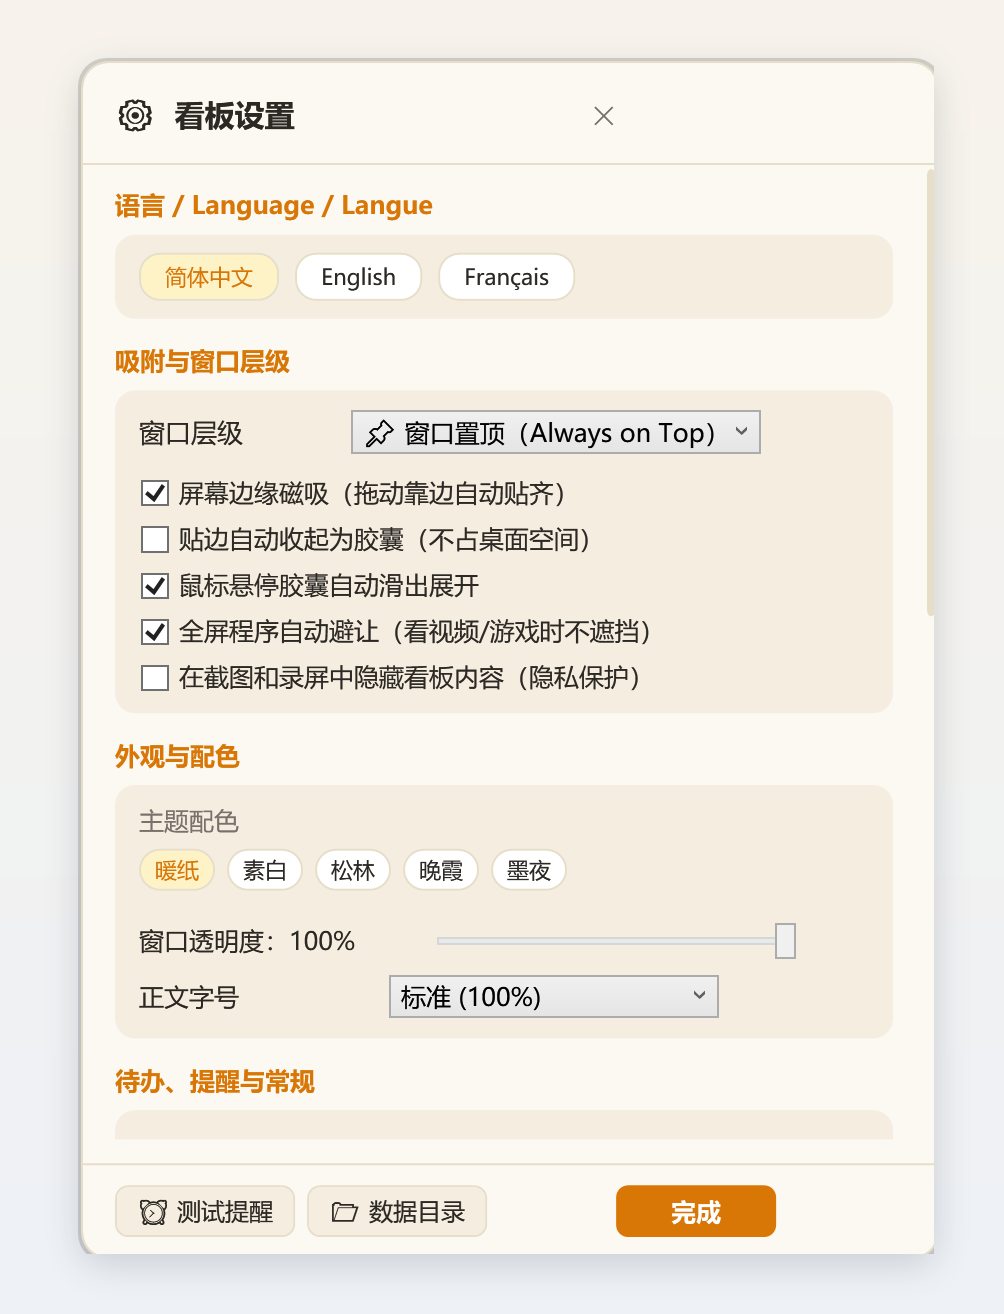 看板设置
语言 / Language / Langue
简体中文 English Français
吸附与窗口层级
窗口层级 窗口置顶（Always on Top）
屏幕边缘磁吸（拖动靠边自动贴齐）
贴边自动收起为胶囊（不占桌面空间）
鼠标悬停胶囊自动滑出展开
全屏程序自动避让（看视频/游戏时不遮挡）
在截图和录屏中隐藏看板内容（隐私保护）
外观与配色
主题配色
暖纸 素白 松林 晚霞 墨夜
窗口透明度：100%
正文字号 标准 (100%)
待办、提醒与常规
测试提醒 数据目录 完成